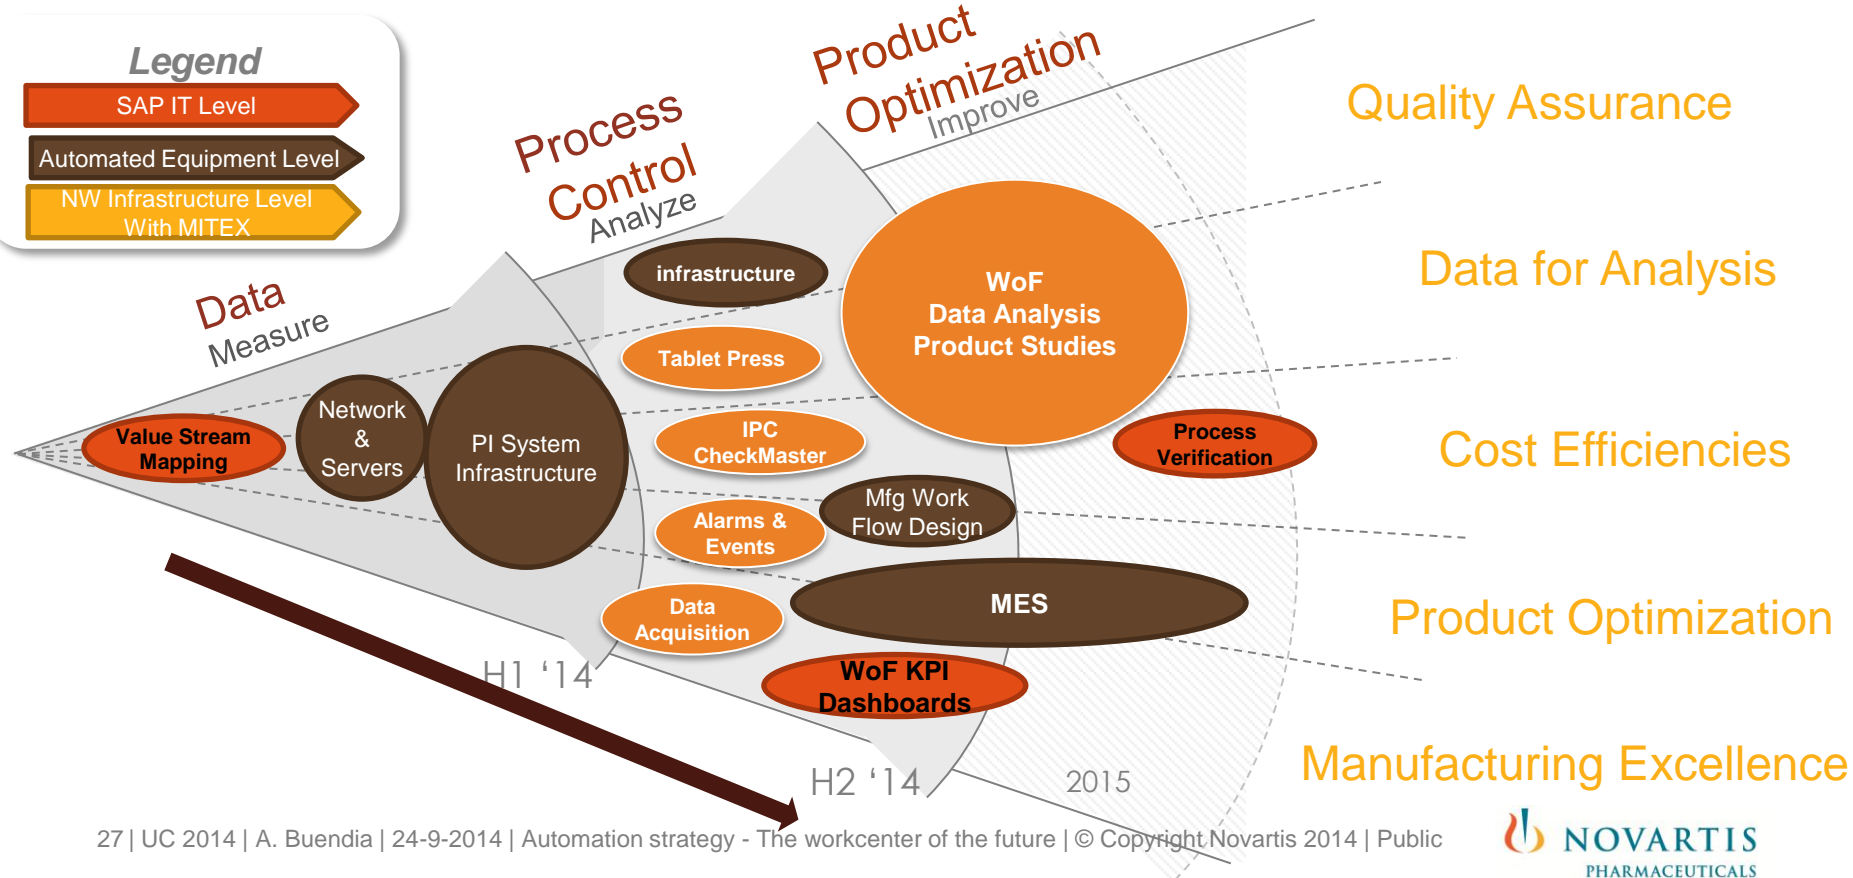 Legend
SAP IT Level
Automated Equipment Level
NW Infrastructure Level
With MITEX
Data
Measure
Process
Control
Analyze
Product
Optimization
Improve
Value Stream
Mapping
Network
&
Servers
PI System
Infrastructure
infrastructure
Tablet Press
IPC
CheckMaster
Alarms &
Events
Data
Acquisition
Mfg Work
Flow Design
WoF
Data Analysis
Product Studies
Process
Verification
MES
WoF KPI
Dashboards
H1 ‘14
H2 ‘14
2015
Quality Assurance
Data for Analysis
Cost Efficiencies
Product Optimization
Manufacturing Excellence
27 | UC 2014 | A. Buendia | 24-9-2014 | Automation strategy - The workcenter of the future | © Copyright Novartis 2014 | Public
NOVARTIS
PHARMACEUTICALS